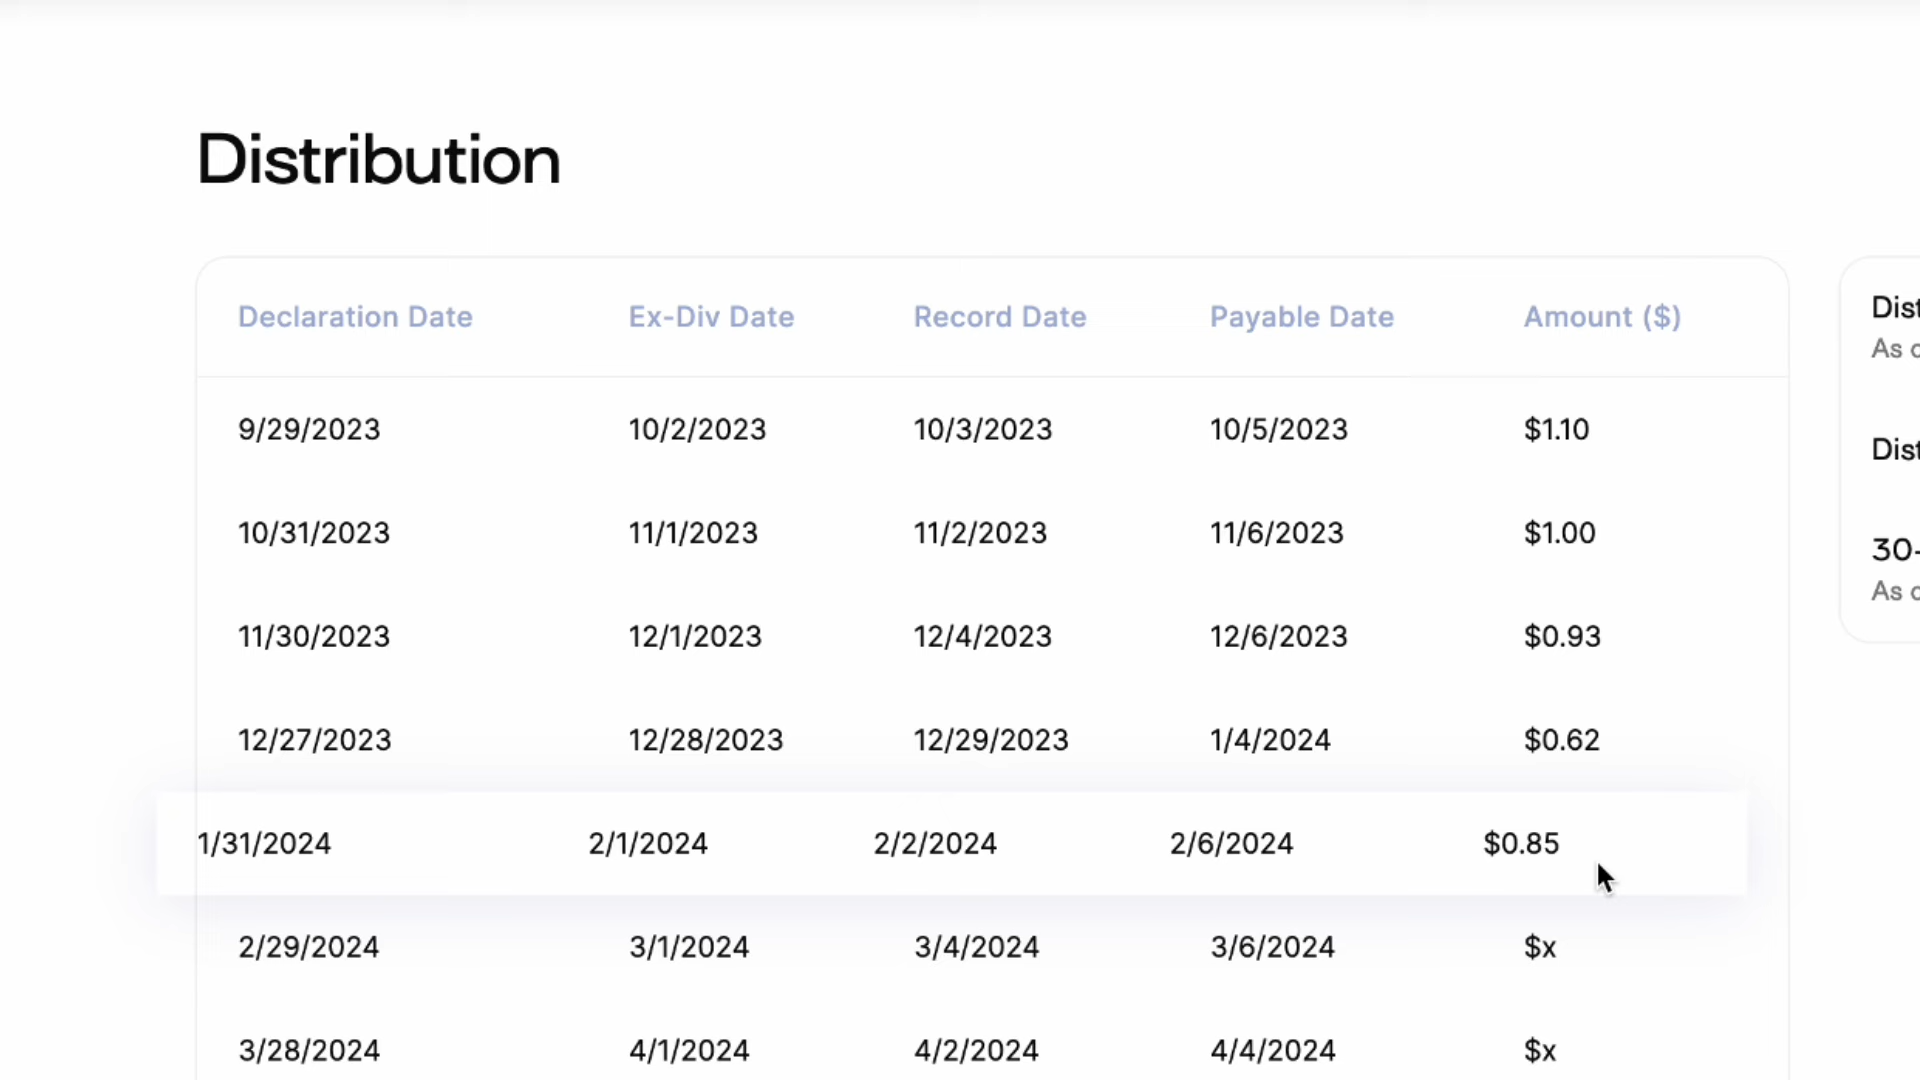 Distribution
Declaration Date Ex-Div Date Record Date Payable Date Amount ($)
9/29/2023 10/2/2023 10/3/2023 10/5/2023 $1.10
10/31/2023 11/1/2023 11/2/2023 11/6/2023 $1.00
11/30/2023 12/1/2023 12/4/2023 12/6/2023 $0.93
12/27/2023 12/28/2023 12/29/2023 1/4/2024 $0.62
1/31/2024 2/1/2024 2/2/2024 2/6/2024 $0.85
2/29/2024 3/1/2024 3/4/2024 3/6/2024 $x
3/28/2024 4/1/2024 4/2/2024 4/4/2024 $x
As
30-
As